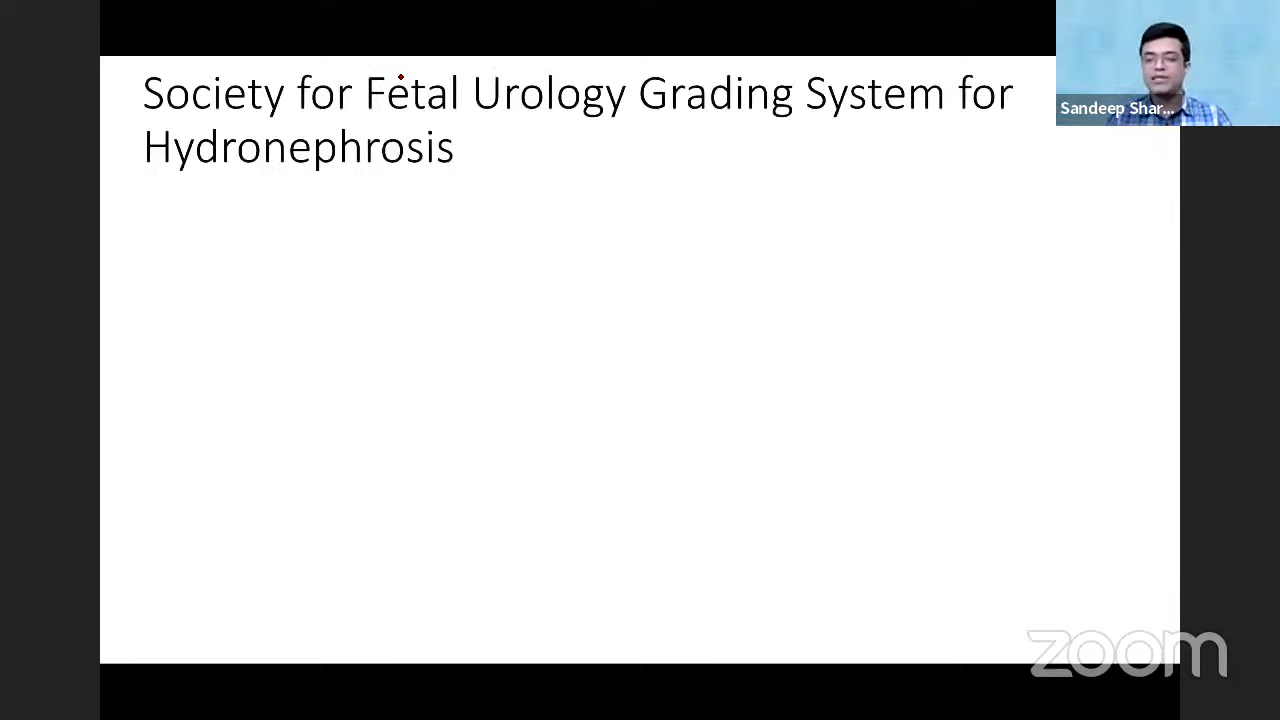 Society for Fetal Urology Grading System for
Hydronephrosis
Sandeep Shar...
zoom